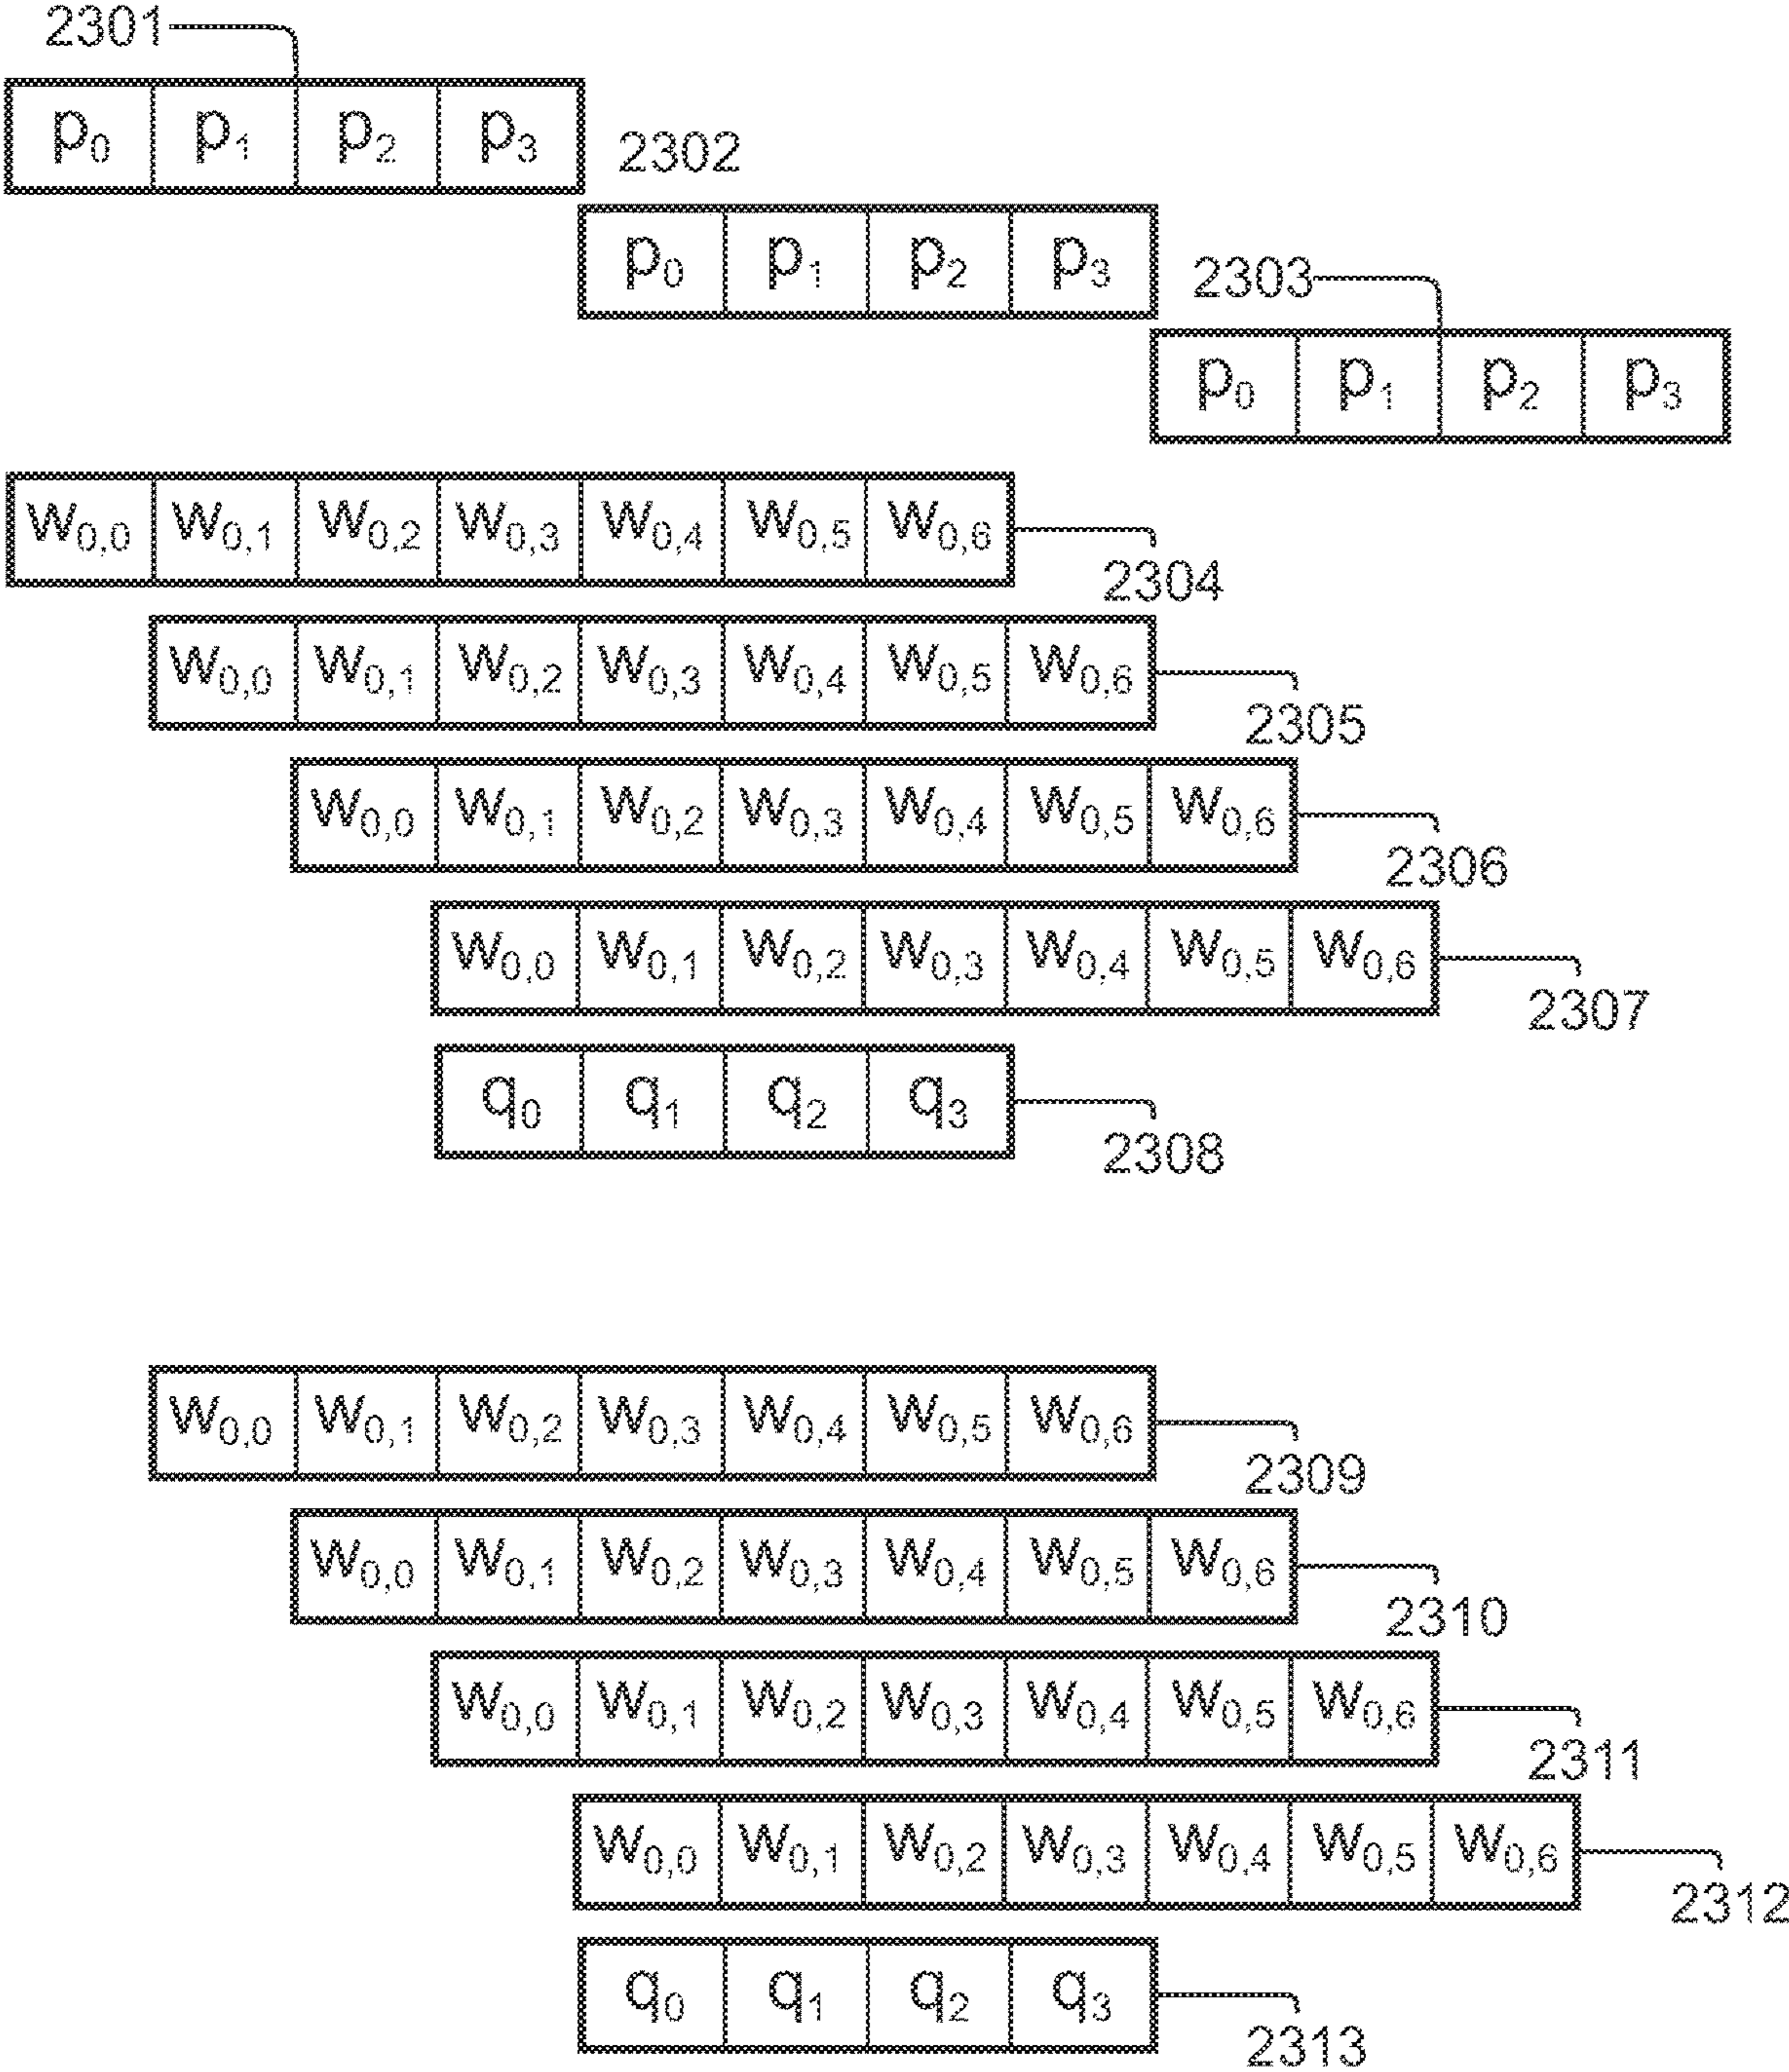 2301
p₀ p₁ p₂ p₃
2302
p₀ p₁ p₂ p₃
2303
p₀ p₁ p₂ p₃
w₀,₀ w₀,₁ w₀,₂ w₀,₃ w₀,₄ w₀,₅ w₀,₆
2304
w₀,₀ w₀,₁ w₀,₂ w₀,₃ w₀,₄ w₀,₅ w₀,₆
2305
w₀,₀ w₀,₁ w₀,₂ w₀,₃ w₀,₄ w₀,₅ w₀,₆
2306
w₀,₀ w₀,₁ w₀,₂ w₀,₃ w₀,₄ w₀,₅ w₀,₆
2307
q₀ q₁ q₂ q₃
2308
w₀,₀ w₀,₁ w₀,₂ w₀,₃ w₀,₄ w₀,₅ w₀,₆
2309
w₀,₀ w₀,₁ w₀,₂ w₀,₃ w₀,₄ w₀,₅ w₀,₆
2310
w₀,₀ w₀,₁ w₀,₂ w₀,₃ w₀,₄ w₀,₅ w₀,₆
2311
w₀,₀ w₀,₁ w₀,₂ w₀,₃ w₀,₄ w₀,₅ w₀,₆
2312
q₀ q₁ q₂ q₃
2313